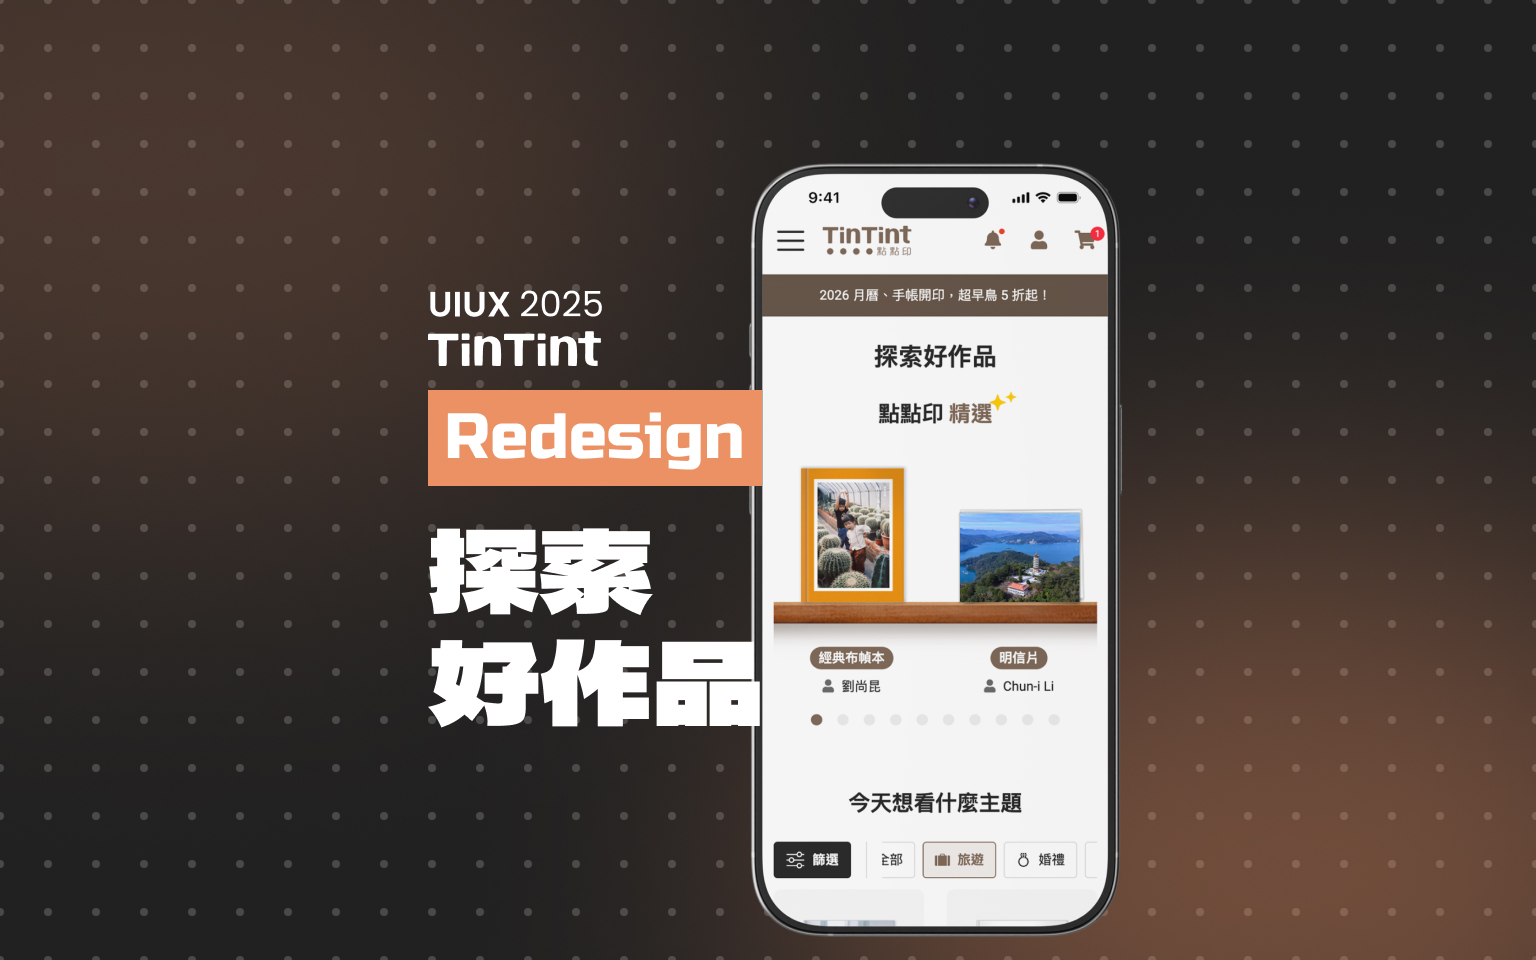 UIUX 2025
TinTint
Redesign
探索
好作品
9:41
TinTint
點點印
1
2026 月曆、手帳開印，超早鳥 5 折起！
探索好作品
點點印 精選
經典布幀本
明信片
劉尚昆
Chun-i Li
今天想看什麼主題
篩選
全部
旅遊
婚禮